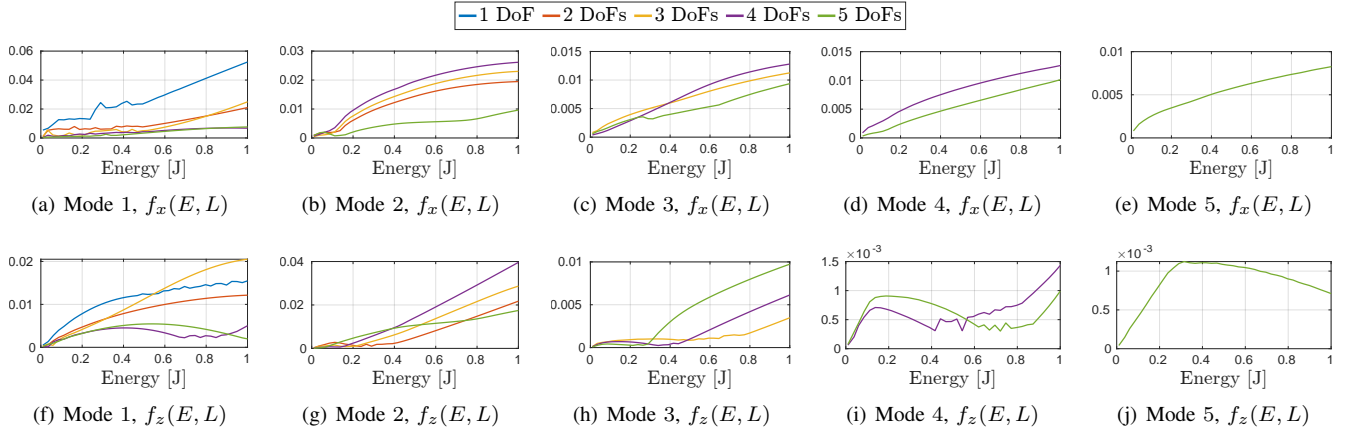 1 DoF 2 DoFs 3 DoFs 4 DoFs 5 DoFs
0.06
0.04
0.02
0
0 0.2 0.4 0.6 0.8 1
Energy [J]
(a) Mode 1, f_x(E, L)
0.03
0.02
0.01
0
0 0.2 0.4 0.6 0.8 1
Energy [J]
(b) Mode 2, f_x(E, L)
0.015
0.01
0.005
0
0 0.2 0.4 0.6 0.8 1
Energy [J]
(c) Mode 3, f_x(E, L)
0.015
0.01
0.005
0
0 0.2 0.4 0.6 0.8 1
Energy [J]
(d) Mode 4, f_x(E, L)
0.01
0.005
0
0 0.2 0.4 0.6 0.8 1
Energy [J]
(e) Mode 5, f_x(E, L)
0.02
0.01
0
0 0.2 0.4 0.6 0.8 1
Energy [J]
(f) Mode 1, f_z(E, L)
0.04
0.02
0.00
0 0.2 0.4 0.6 0.8 1
Energy [J]
(g) Mode 2, f_z(E, L)
0.01
0.005
0
0 0.2 0.4 0.6 0.8 1
Energy [J]
(h) Mode 3, f_z(E, L)
×10⁻³
1.5
1
0.5
0
0 0.2 0.4 0.6 0.8 1
Energy [J]
(i) Mode 4, f_z(E, L)
×10⁻³
1
0.5
0
0 0.2 0.4 0.6 0.8 1
Energy [J]
(j) Mode 5, f_z(E, L)